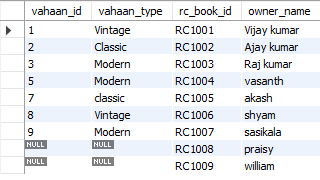 vahaan_id vahaan_type rc_book_id owner_name
1 Vintage RC1001 Vijay kumar
2 Classic RC1002 Ajay kumar
3 Modern RC1003 Raj kumar
5 Modern RC1004 vasanth
7 classic RC1005 akash
8 Vintage RC1006 shyam
9 Modern RC1007 sasikala
NULL NULL RC1008 praisy
NULL NULL RC1009 william